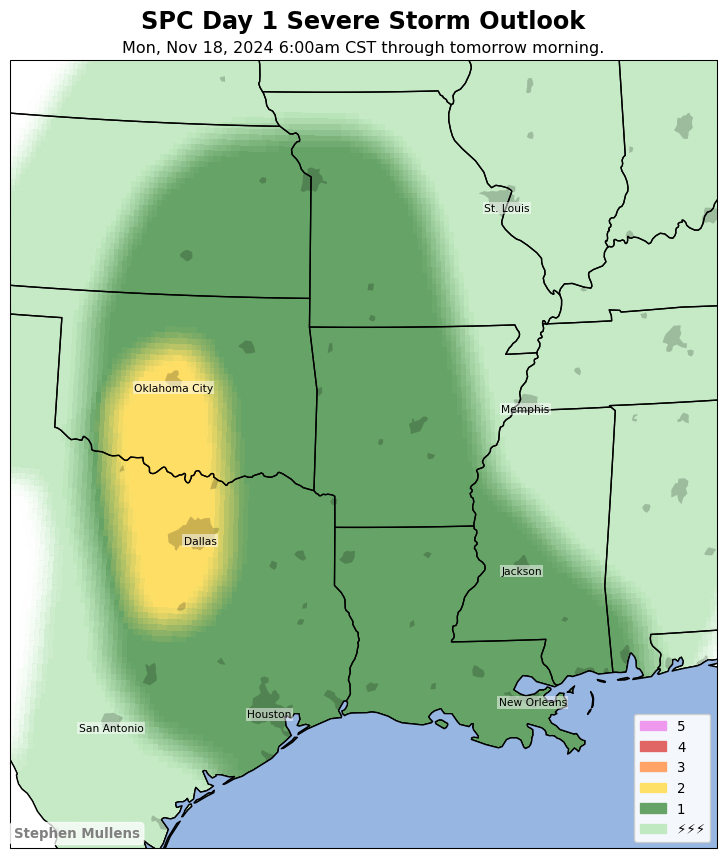 SPC Day 1 Severe Storm Outlook
Mon, Nov 18, 2024 6:00am CST through tomorrow morning.
St. Louis
Oklahoma City
Memphis
Dallas
Jackson
New Orleans
Houston
San Antonio
5
4
3
2
1
⚡⚡⚡
Stephen Mullens